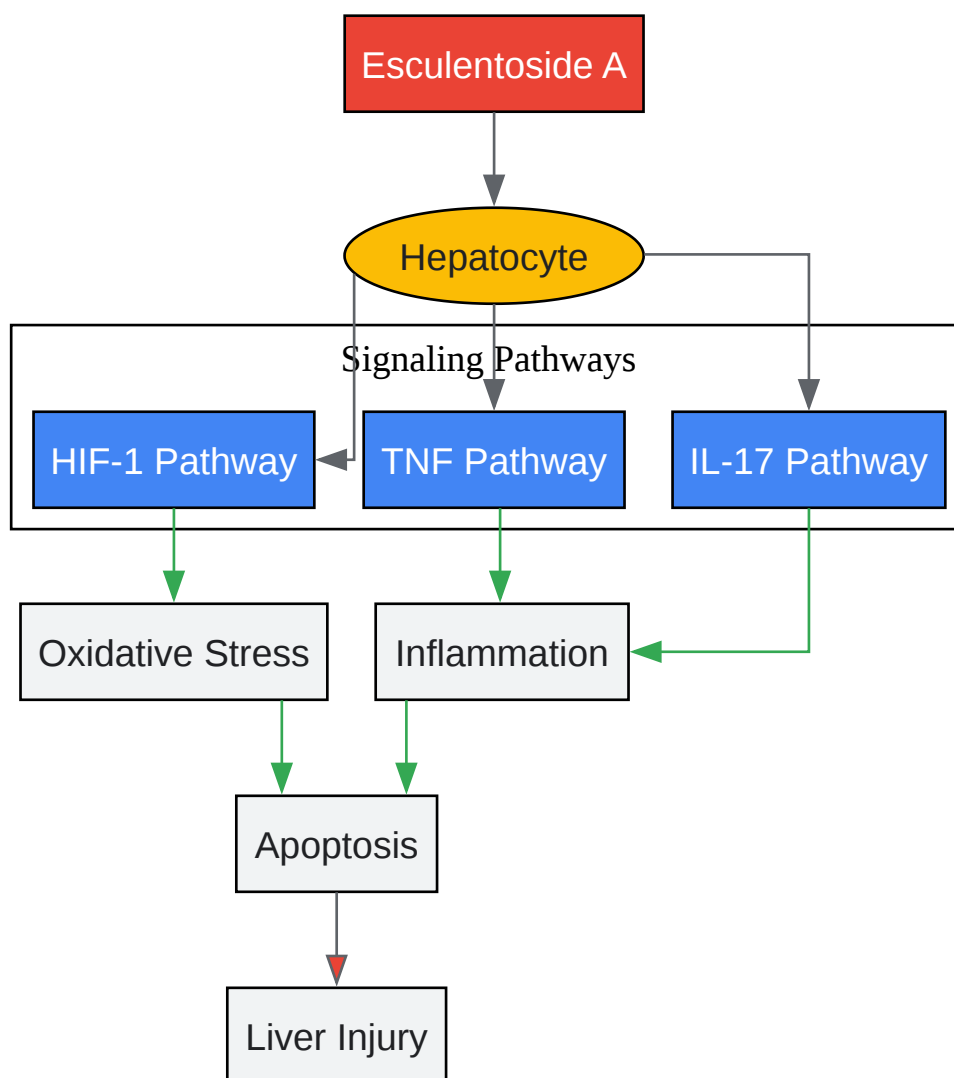 Esculentoside A
Hepatocyte
Signaling Pathways
HIF-1 Pathway
TNF Pathway
IL-17 Pathway
Oxidative Stress
Inflammation
Apoptosis
Liver Injury